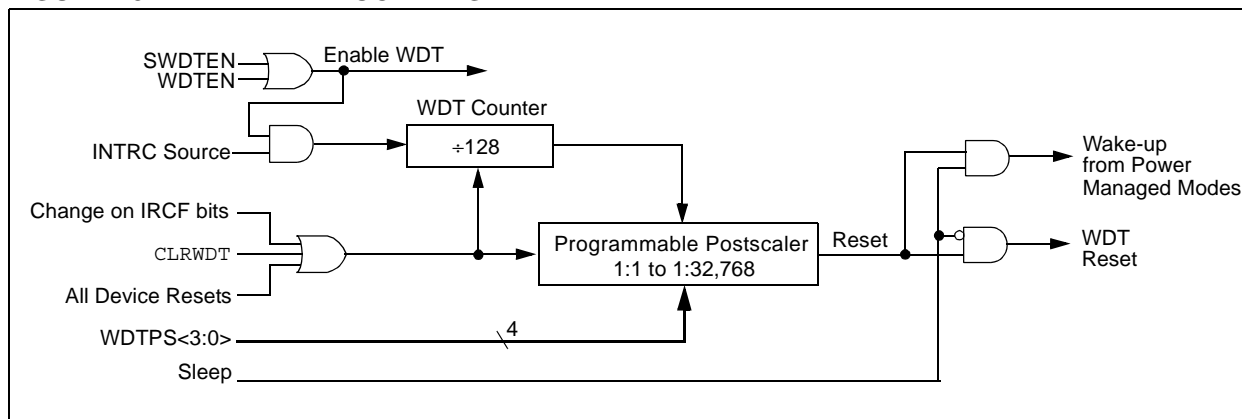 SWDTEN
WDTEN
Enable WDT
WDT Counter
INTRC Source
÷128
Wake-up
from Power
Managed Modes
Change on IRCF bits
CLRWDT
All Device Resets
Programmable Postscaler
1:1 to 1:32,768
Reset
WDT
Reset
WDTPS<3:0>
4
Sleep